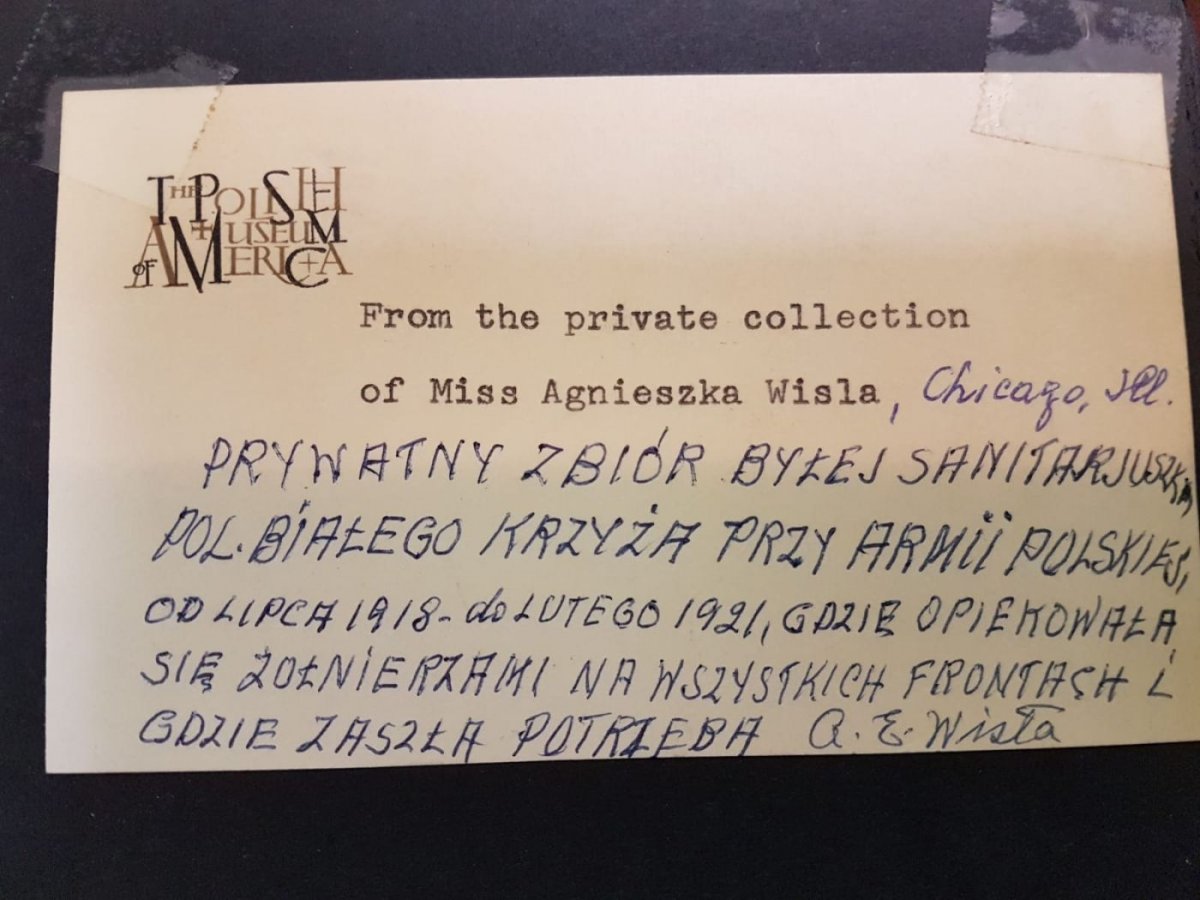 THE POLISH
MUSEUM
OF AMERICA
From the private collection
of Miss Agnieszka Wisla, Chicago, Ill.
PRYWATNY ZBIÓR BYŁEJ SANITARJUSZKI,
POL. BIAŁEGO KRZYŻA PRZY ARMII POLSKIEJ,
OD LIPCA 1918 - do LUTEGO 1921, GDZIE OPIEKOWAŁA
SIĘ ŻOŁNIERZAMI NA WSZYSTKICH FRONTACH I
GDZIE ZASZŁA POTRZEBA A. E. Wisła